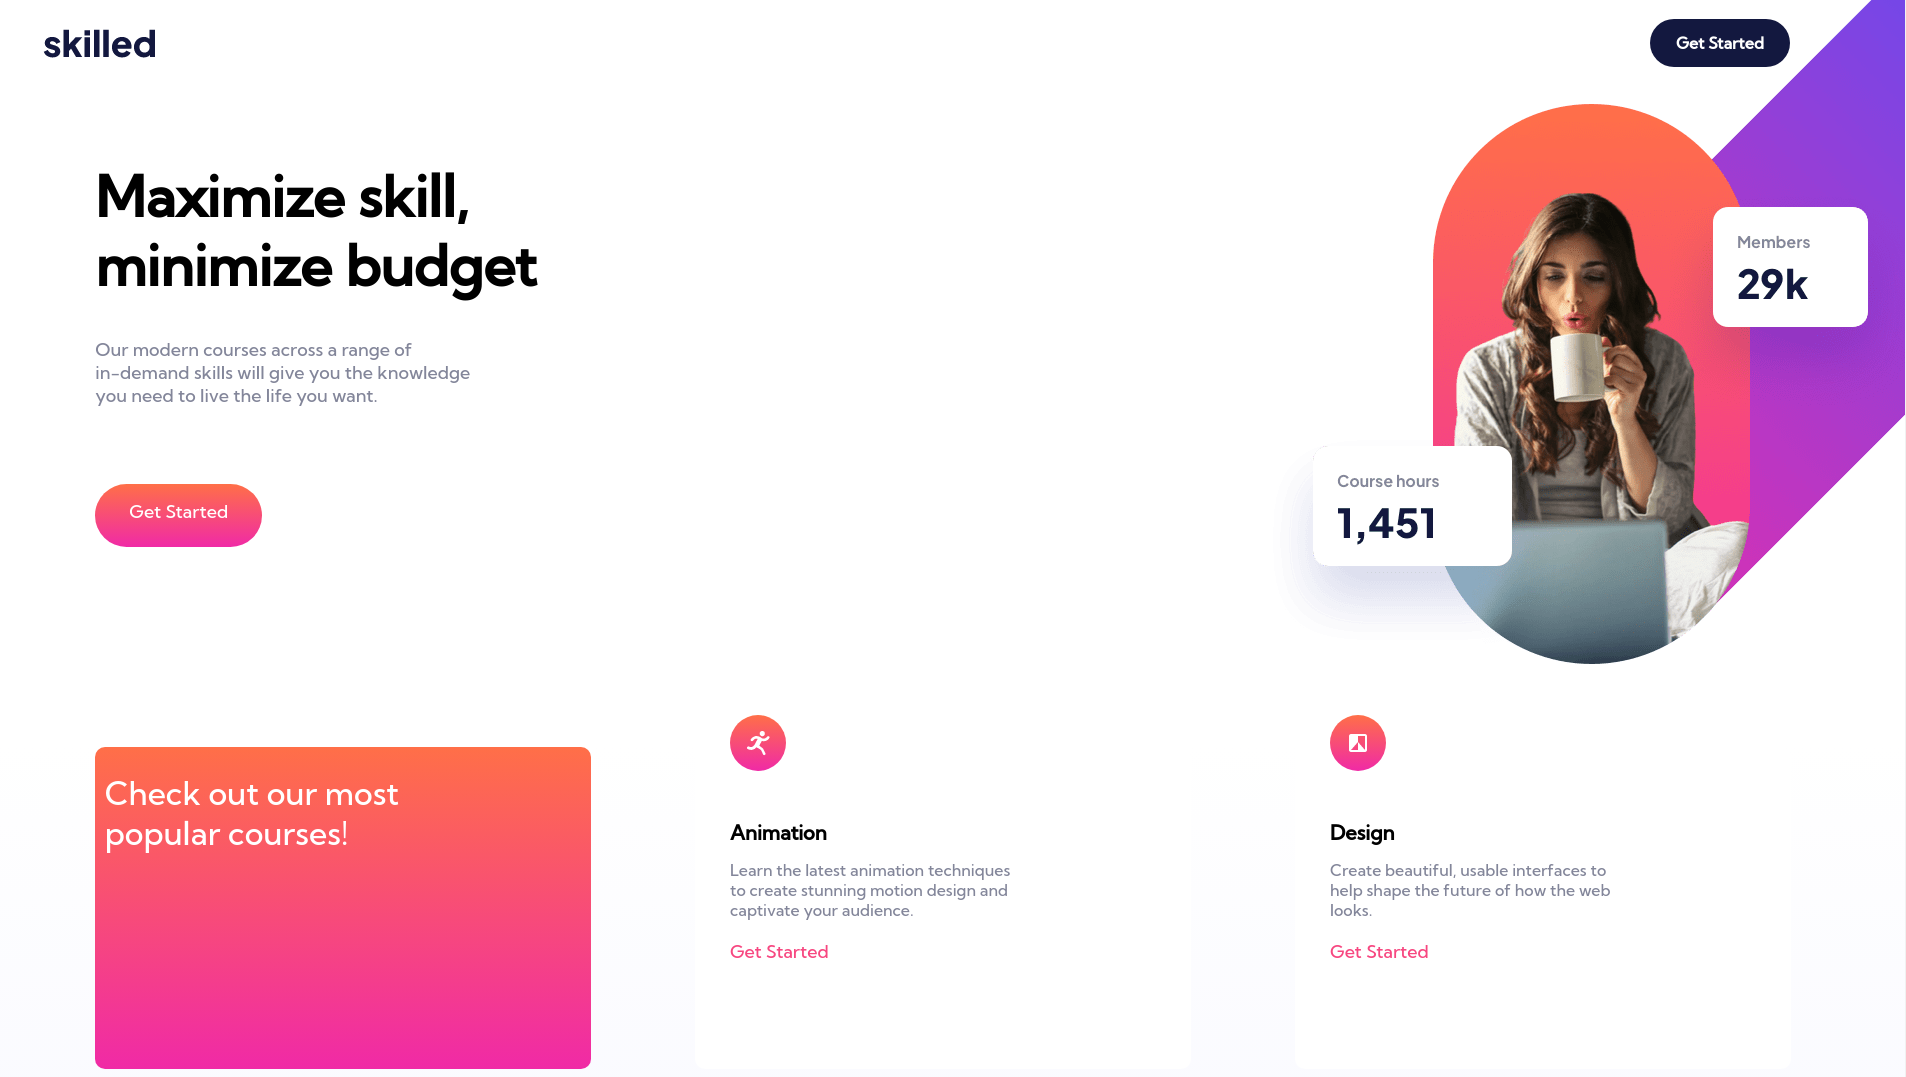 skilled
Get Started
Maximize skill,
minimize budget
Our modern courses across a range of
in-demand skills will give you the knowledge
you need to live the life you want.
Get Started
Members
29k
Course hours
1,451
Check out our most
popular courses!
Animation
Learn the latest animation techniques
to create stunning motion design and
captivate your audience.
Get Started
Design
Create beautiful, usable interfaces to
help shape the future of how the web
looks.
Get Started